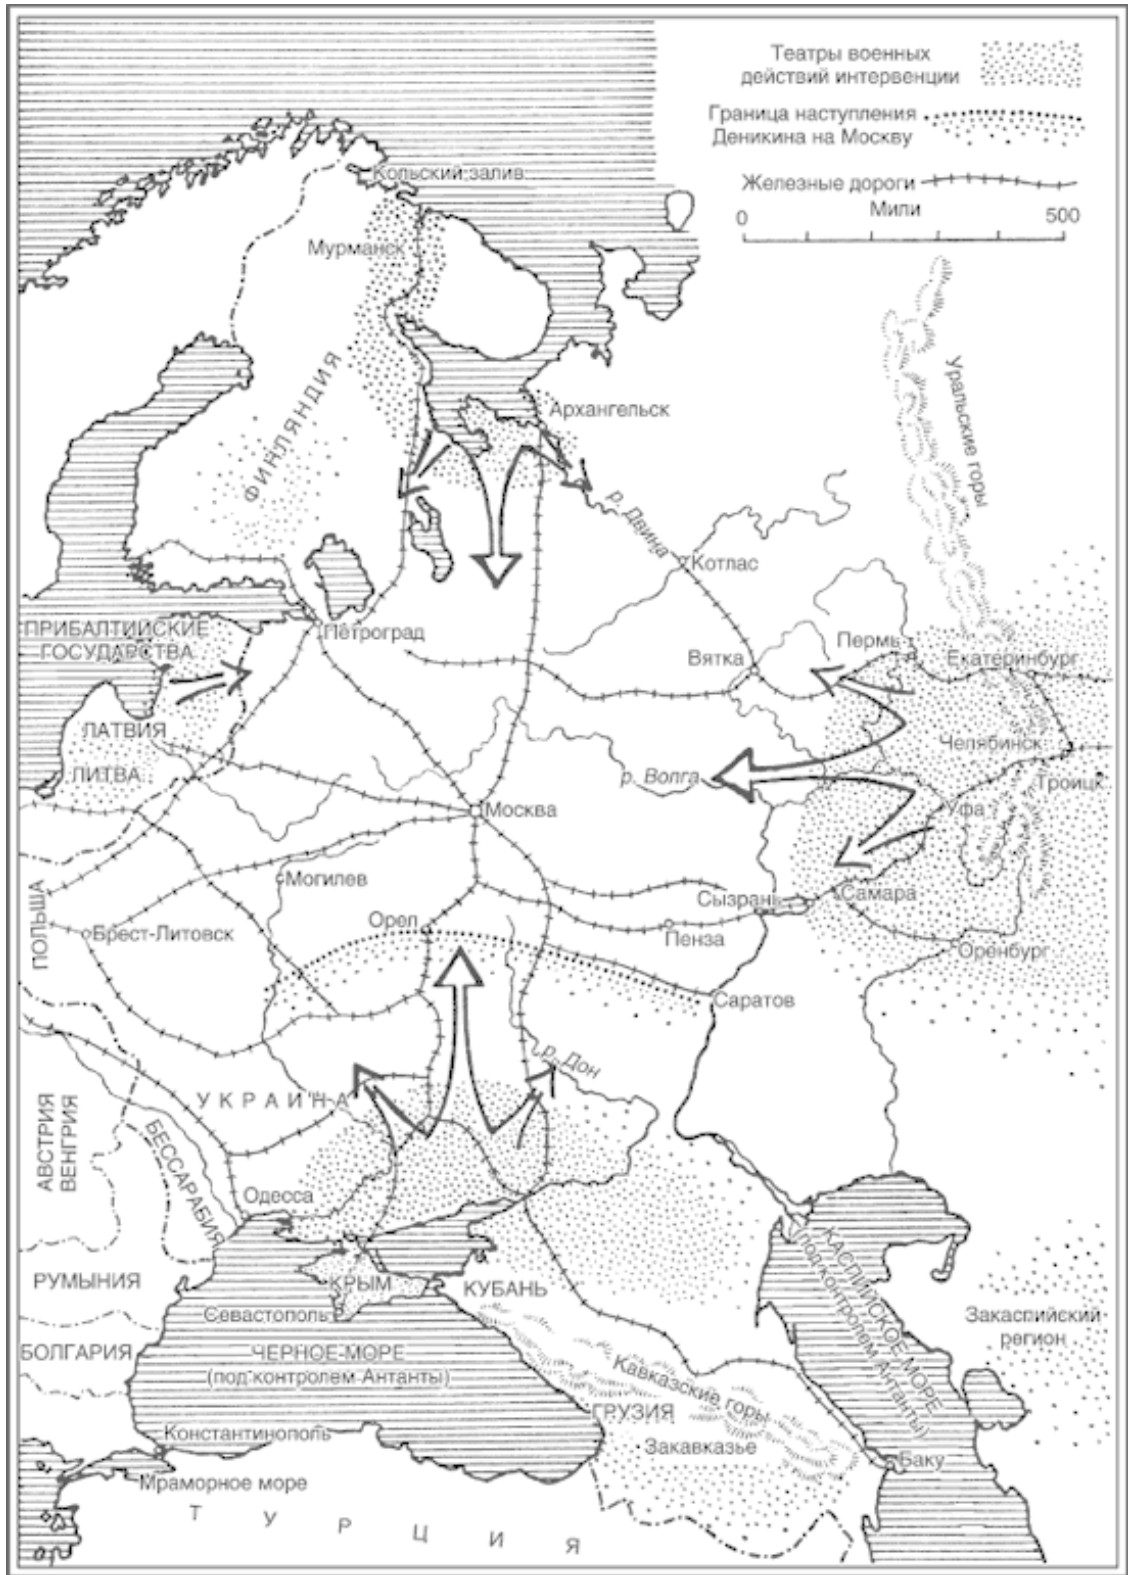 Театры военных
действий интервенции
Граница наступления
Деникина на Москву
Железные дороги
Мили
0
500
Кольский залив
Мурманск
ФИНЛЯНДИЯ
Архангельск
Уральские горы
р. Двина
Котлас
ПРИБАЛТИЙСКИЕ
ГОСУДАРСТВА
Петроград
Вятка
Пермь
Екатеринбург
ЛАТВИЯ
ЛИТВА
р. Волга
Челябинск
Троицк
Уфа
Москва
Могилев
Сызрань
Самара
ПОЛЬША
Брест-Литовск
Орел
Пенза
Оренбург
Саратов
р. Дон
УКРАИНА
АВСТРИЯ
ВЕНГРИЯ
БЕССАРАБИЯ
Одесса
РУМЫНИЯ
КРЫМ
КУБАНЬ
Севастополь
КАСПИЙСКОЕ МОРЕ
(под контролем Антанты)
Закаспийский
регион
БОЛГАРИЯ
ЧЕРНОЕ МОРЕ
(под контролем Антанты)
Кавказские горы
ГРУЗИЯ
Закавказье
Константинополь
Баку
Мраморное море
ТУРЦИЯ